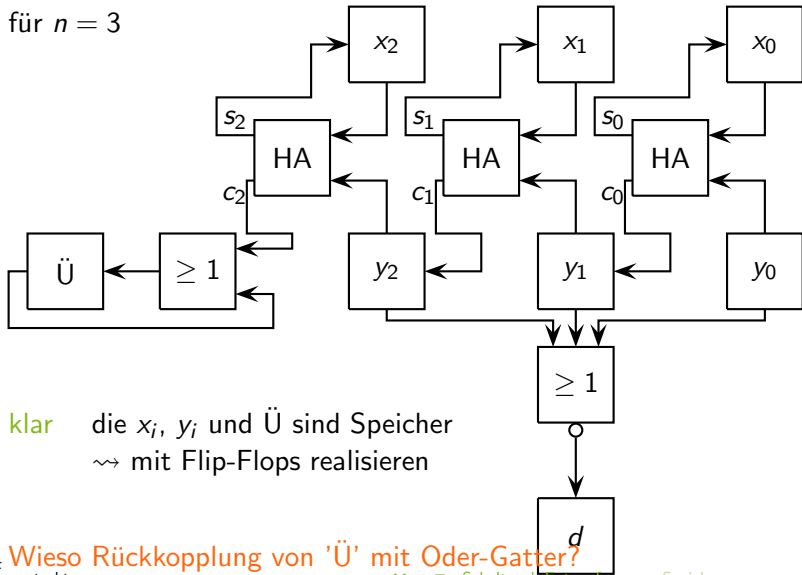 für n = 3
x₂ x₁ x₀
s₂ s₁ s₀
HA HA HA
c₂ c₁ c₀
Ü ≥ 1 y₂ y₁ y₀
≥ 1
klar die xᵢ, yᵢ und Ü sind Speicher
⇝ mit Flip-Flops realisieren
d
Wieso Rückkopplung von 'Ü' mit Oder-Gatter?